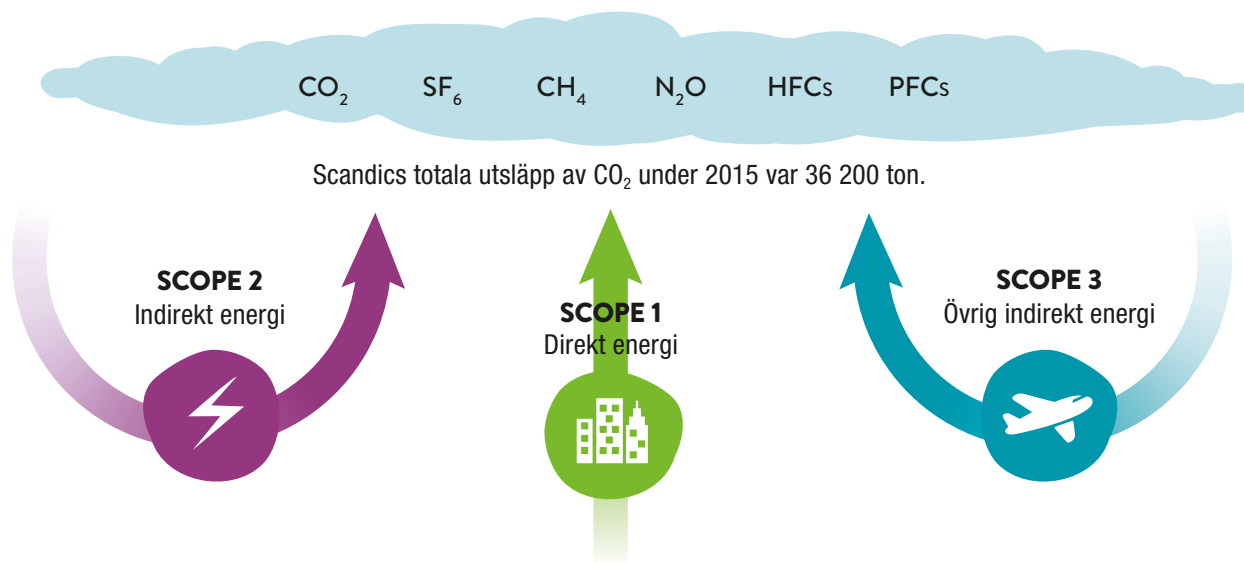 CO₂ SF₆ CH₄ N₂O HFCs PFCs
Scandics totala utsläpp av CO₂ under 2015 var 36 200 ton.
SCOPE 2
Indirekt energi
SCOPE 1
Direkt energi
SCOPE 3
Övrig indirekt energi